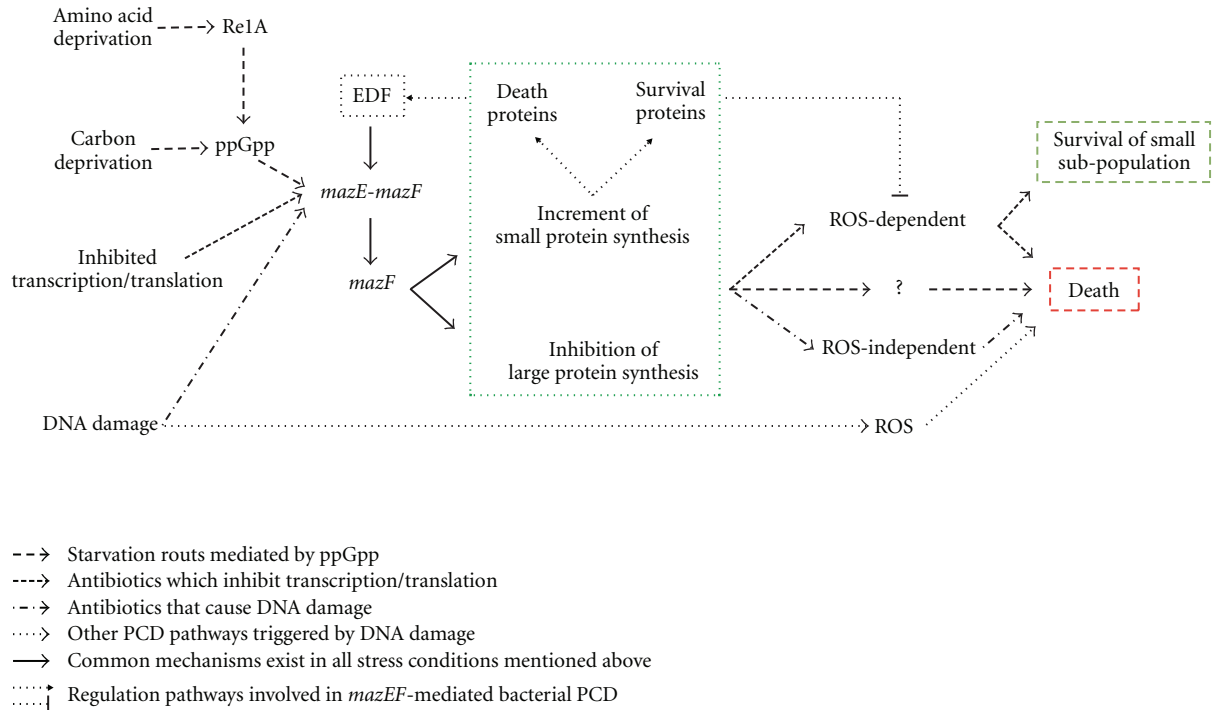 Amino acid
deprivation
Re1A
EDF
Death
proteins
Survival
proteins
Carbon
deprivation
ppGpp
Survival of small
sub-population
mazE-mazF
Increment of
small protein synthesis
ROS-dependent
Inhibited
transcription/translation
mazF
?
Death
Inhibition of
large protein synthesis
ROS-independent
DNA damage
ROS
Starvation routs mediated by ppGpp
Antibiotics which inhibit transcription/translation
Antibiotics that cause DNA damage
Other PCD pathways triggered by DNA damage
Common mechanisms exist in all stress conditions mentioned above
Regulation pathways involved in mazEF-mediated bacterial PCD